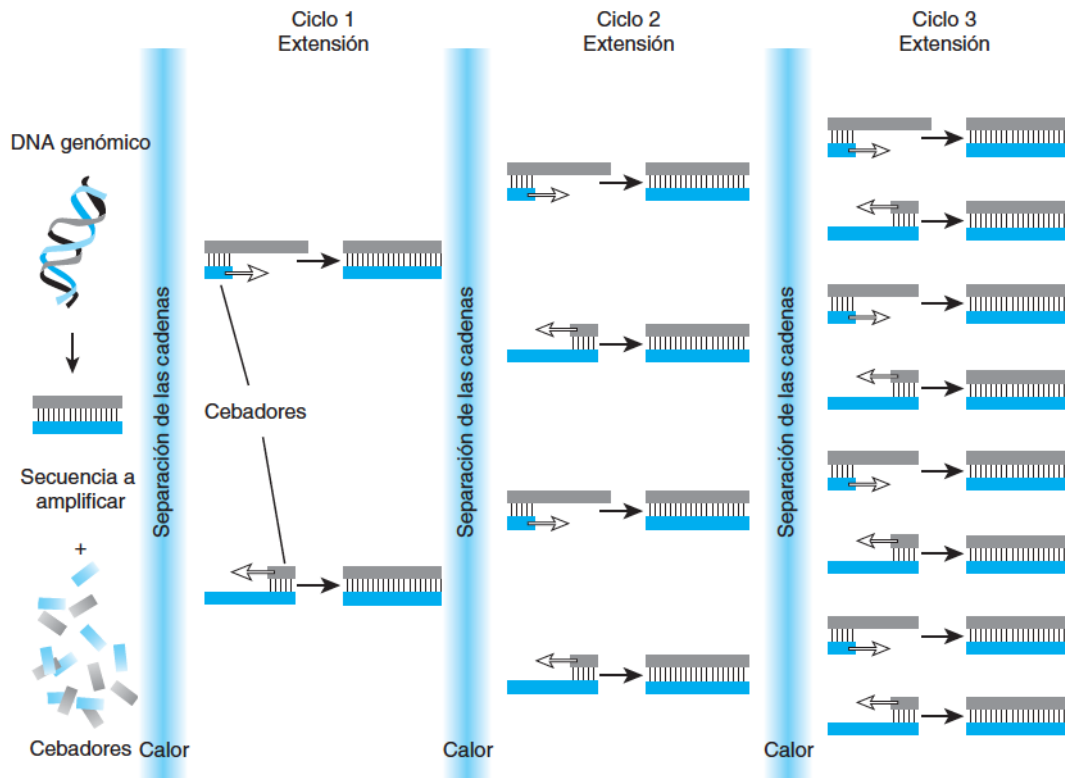 Ciclo 1
Extensión
Ciclo 2
Extensión
Ciclo 3
Extensión
DNA genómico
Secuencia a
amplificar
+
Cebadores
Calor
Separación de las cadenas
Cebadores
Calor
Separación de las cadenas
Calor
Separación de las cadenas